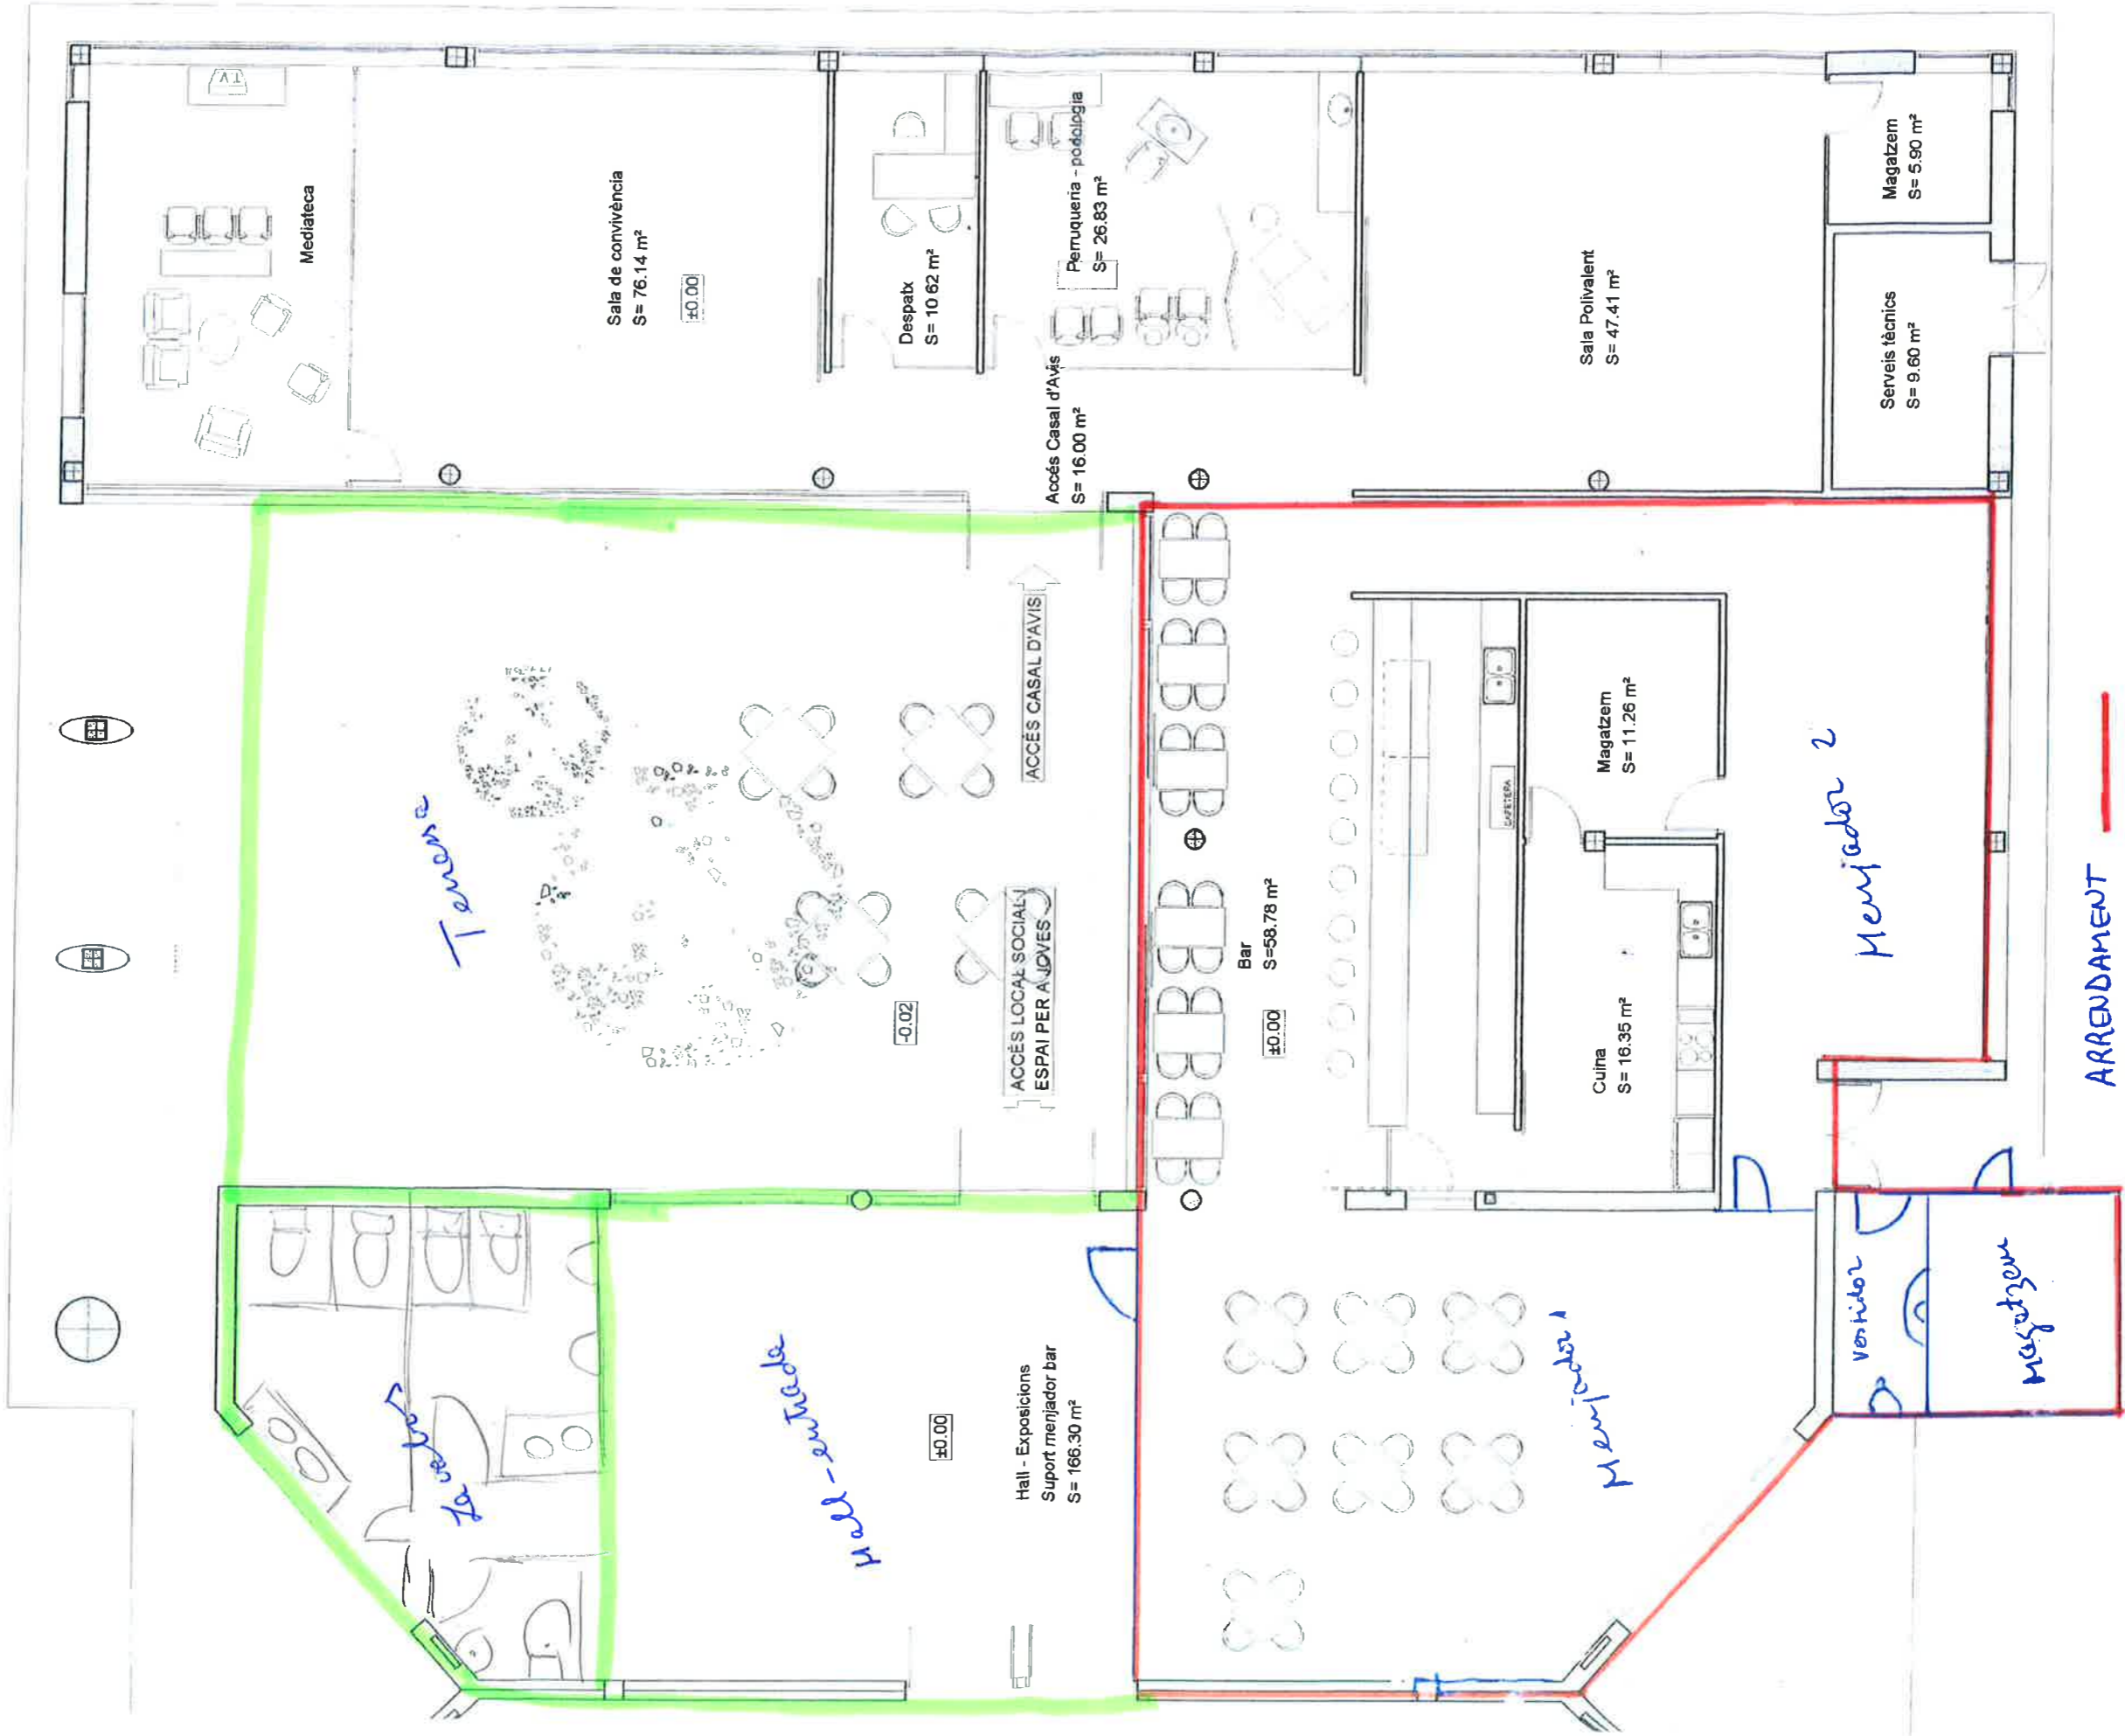 TV
Mediateca
Sala de convivència
S= 76.14 m²
±0.00
Despatx
S= 10.62 m²
Perruqueria - podologia
S= 26.83 m²
Accés Casal d'Avis
S= 16.00 m²
Sala Polivalent
S= 47.41 m²
Magatzem
S= 5.90 m²
Serveis tècnics
S= 9.60 m²
Terrassa
ACCÉS CASAL D'AVIS
ACCÉS LOCAL SOCIAL
ESPAI PER A JOVES
-0.02
Bar
S=58.78 m²
±0.00
CAFETERA
Magatzem
S= 11.26 m²
Cuina
S= 16.35 m²
Menjador 2
ARRENDAMENT
Lavabos
Hall-entrada
±0.00
Hall - Exposicions
Suport menjador bar
S= 166.30 m²
Menjador 1
Vestidor
Magatzem